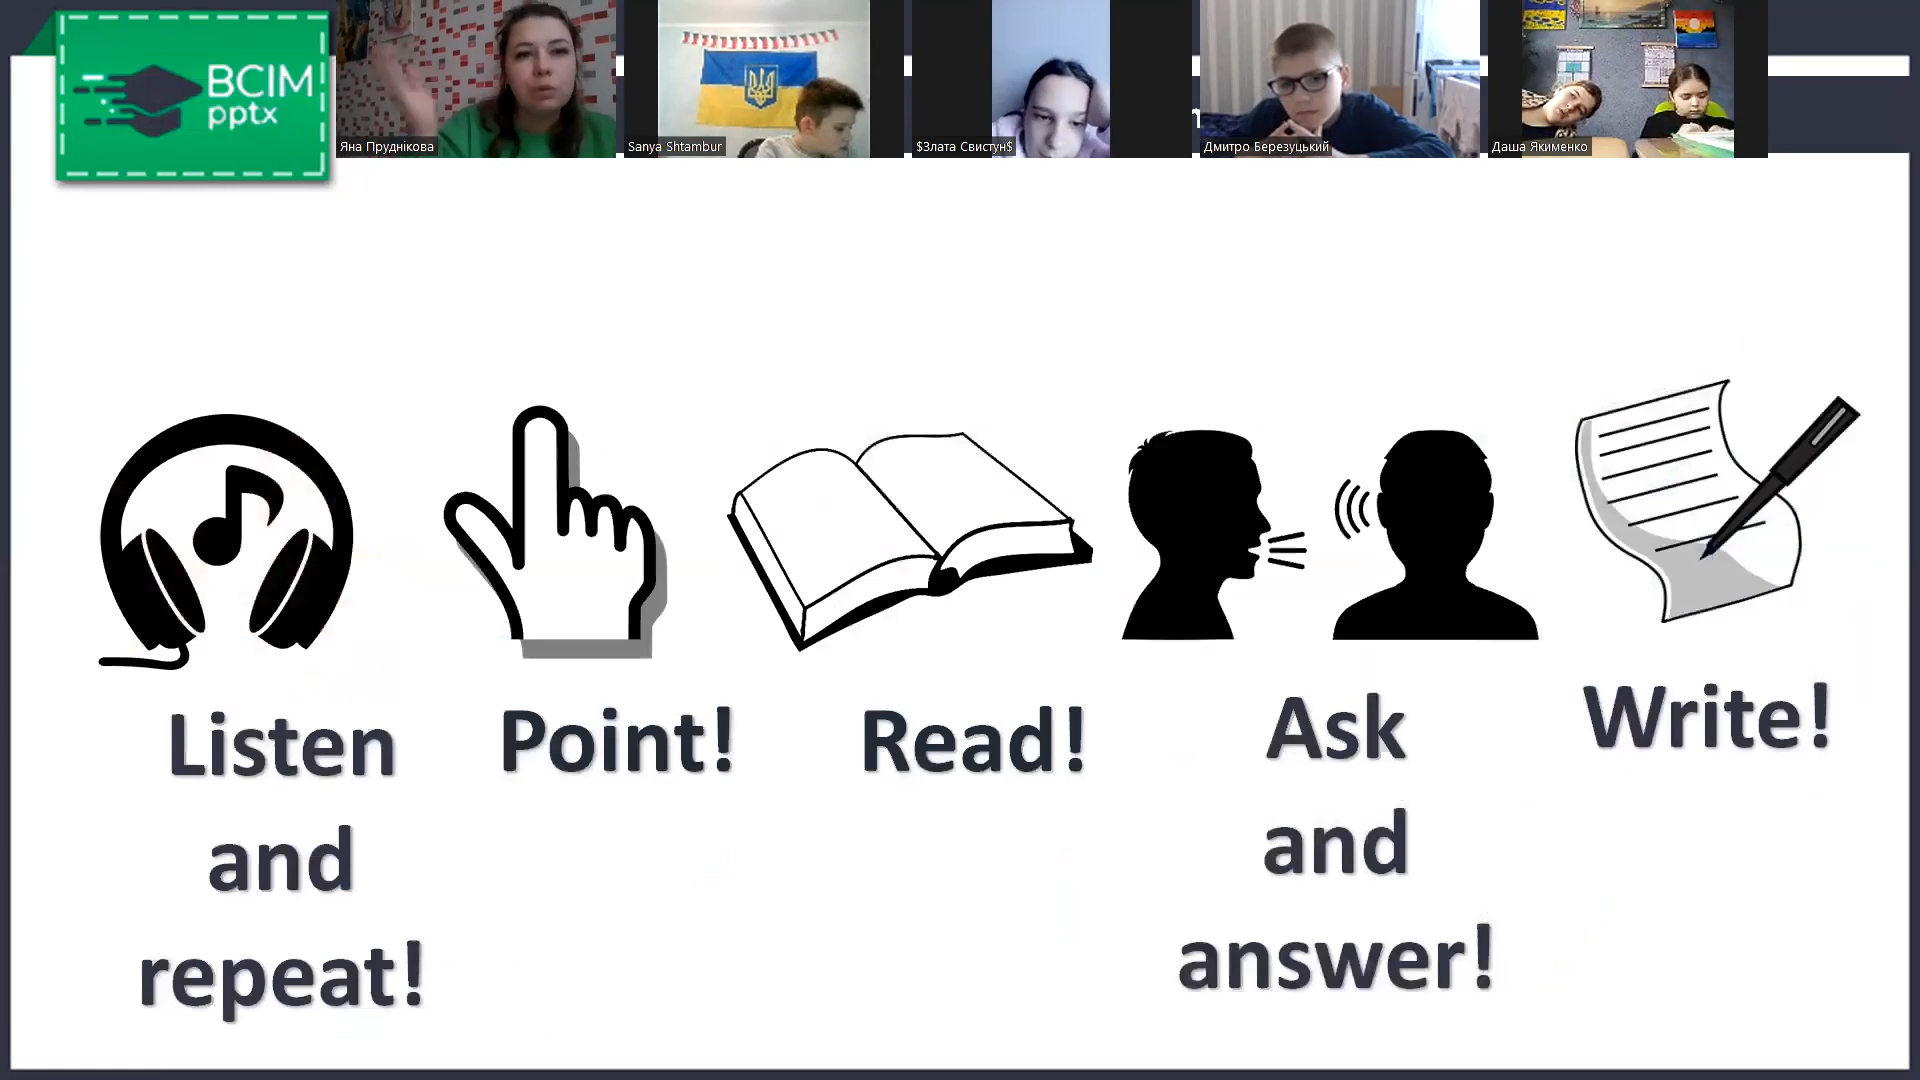 BCIM
pptx
Яна Пруднікова
Sanya Shtambur
$Злата Свистун$
Дмитро Березуцький
Даша Якименко
Listen
and
repeat!
Point!
Read!
Ask
and
answer!
Write!